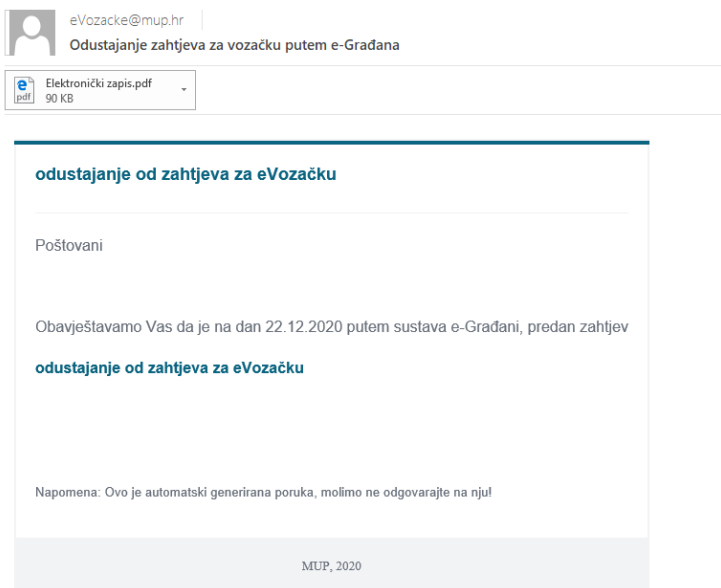 eVozacke@mup.hr
Odustajanje zahtjeva za vozačku putem e-Građana
e
pdf
Elektronički zapis.pdf
90 KB
odustajanje od zahtjeva za eVozačku
Poštovani
Obavještavamo Vas da je na dan 22.12.2020 putem sustava e-Građani, predan zahtjev
odustajanje od zahtjeva za eVozačku
Napomena: Ovo je automatski generirana poruka, molimo ne odgovarajte na nju!
MUP, 2020